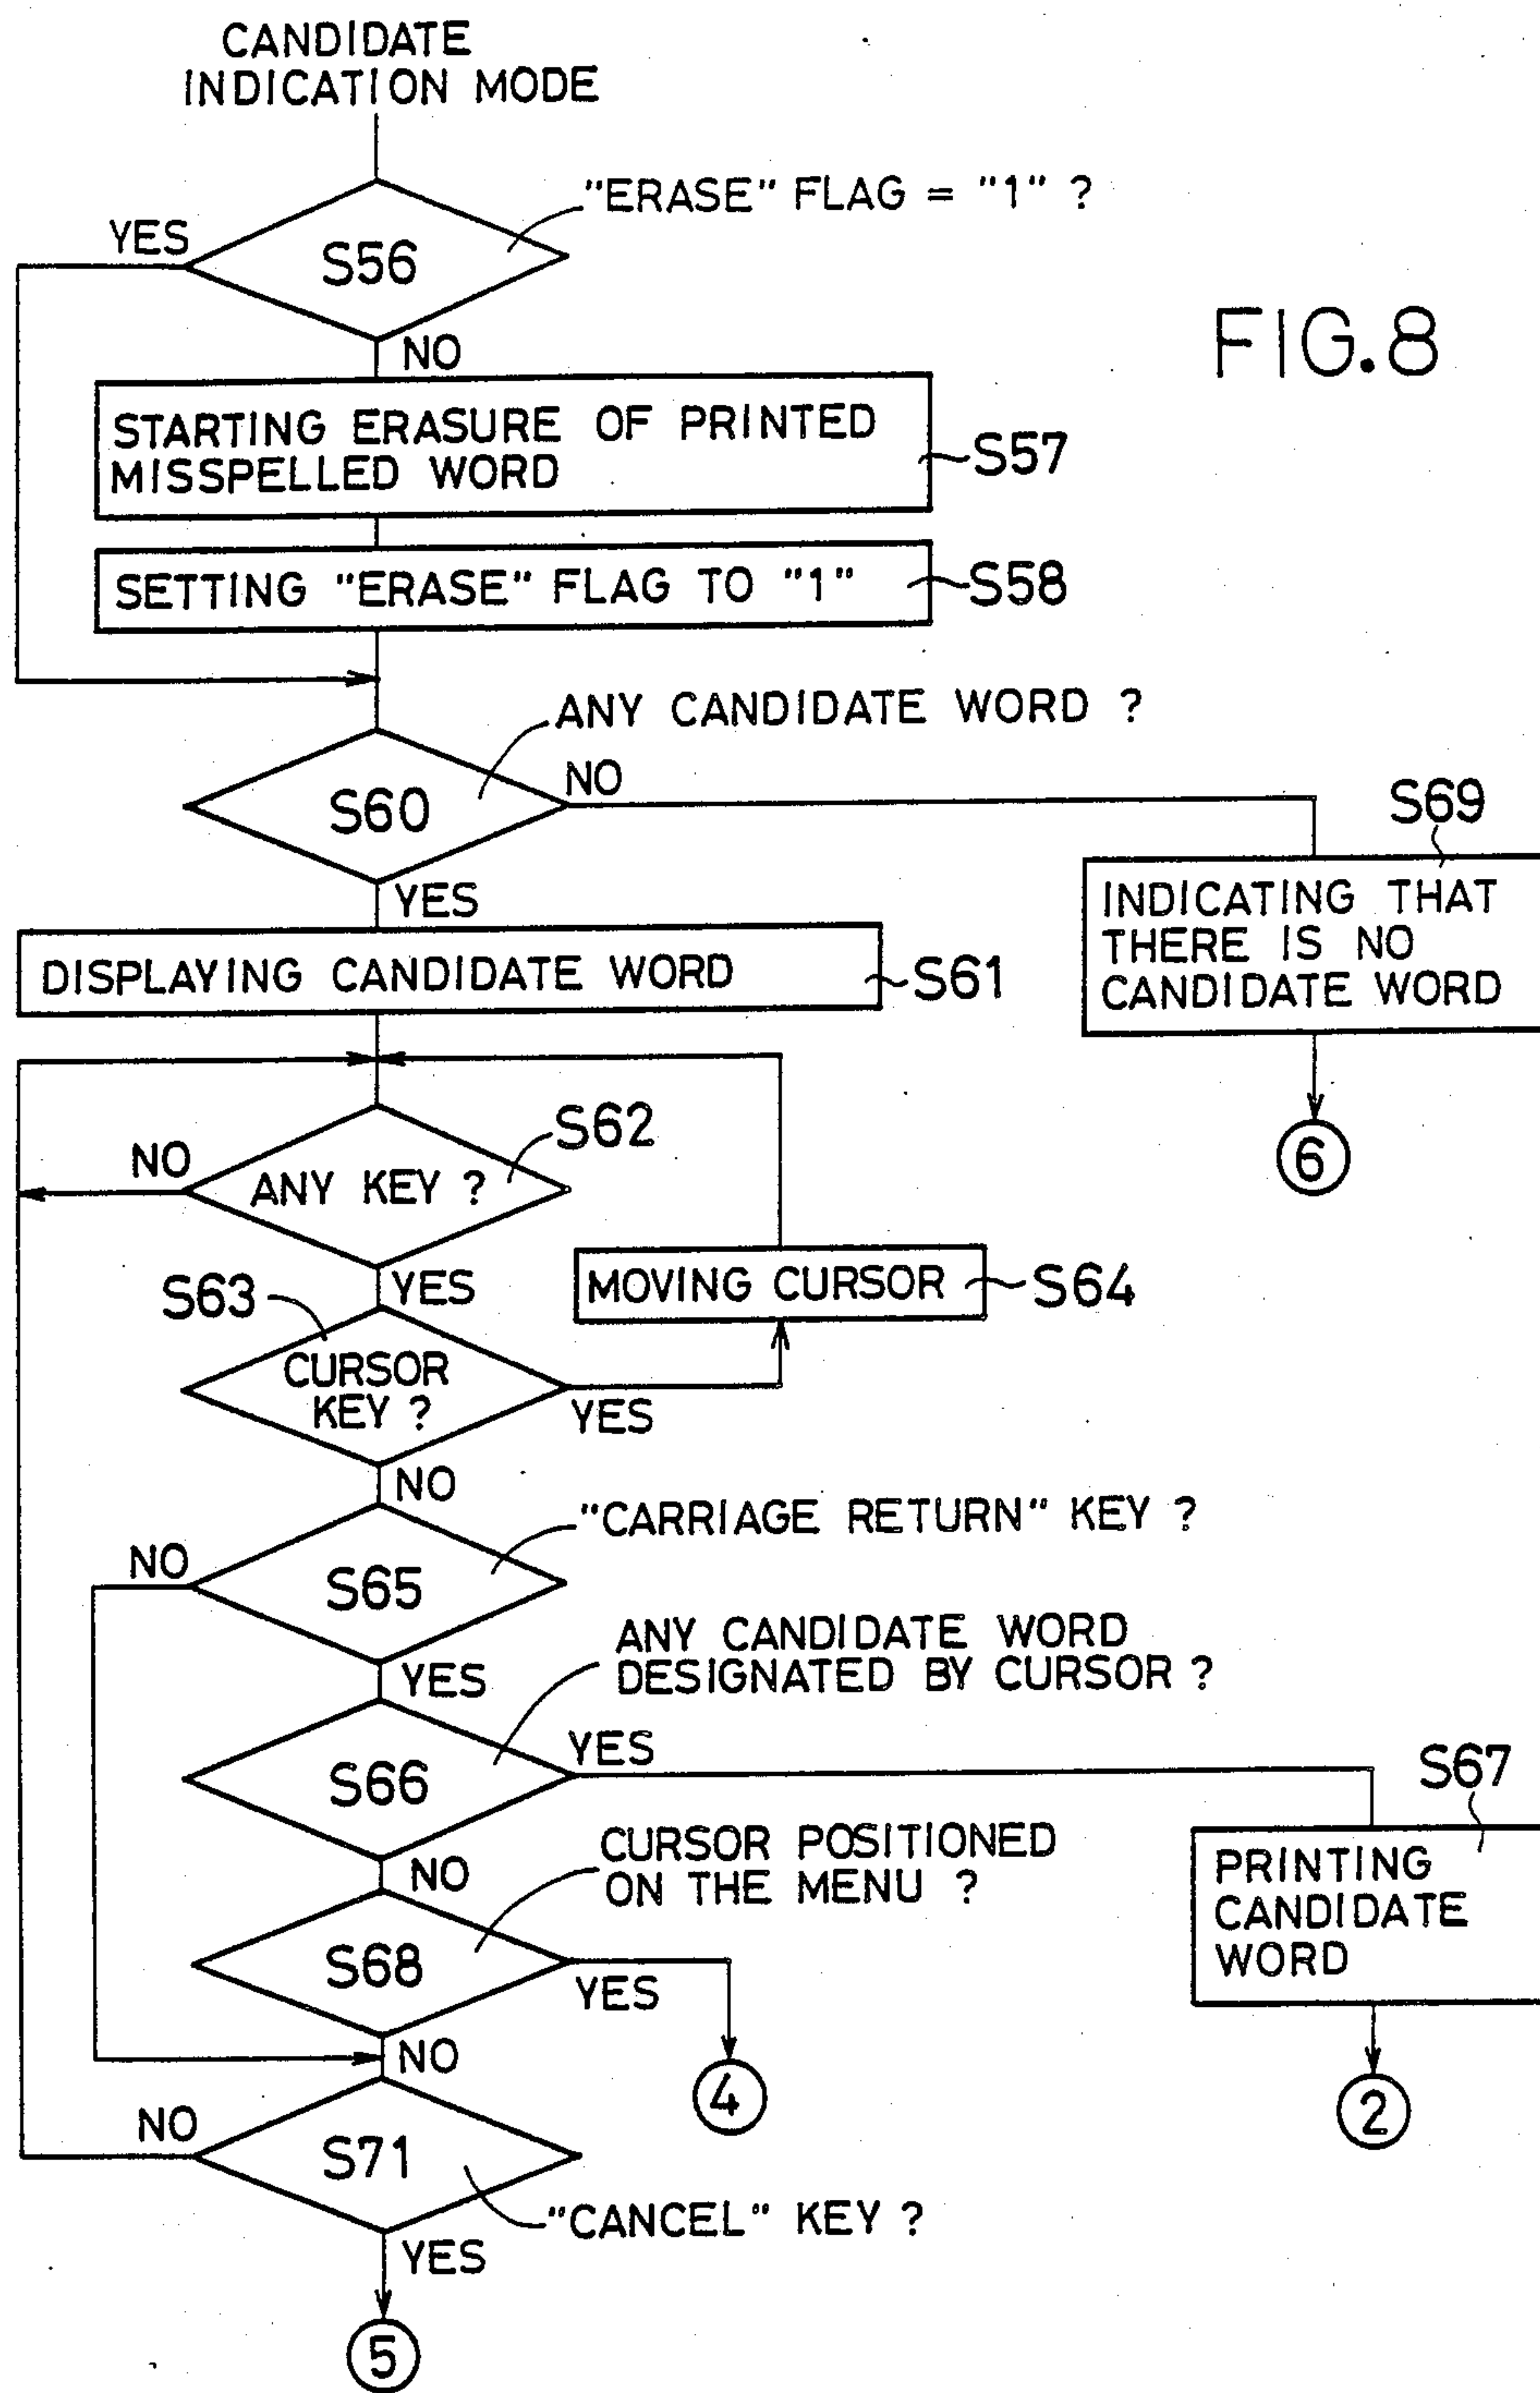 CANDIDATE
INDICATION MODE
"ERASE" FLAG = "1" ?
YES
S56
NO
FIG.8
STARTING ERASURE OF PRINTED
MISSPELLED WORD
S57
SETTING "ERASE" FLAG TO "1"
S58
ANY CANDIDATE WORD ?
S60
NO
YES
S69
INDICATING THAT
THERE IS NO
CANDIDATE WORD
6
DISPLAYING CANDIDATE WORD
S61
NO
ANY KEY ?
S62
YES
S63
MOVING CURSOR
S64
CURSOR
KEY ?
YES
NO
"CARRIAGE RETURN" KEY ?
NO
S65
YES
ANY CANDIDATE WORD
DESIGNATED BY CURSOR ?
S66
YES
NO
S67
PRINTING
CANDIDATE
WORD
2
CURSOR POSITIONED
ON THE MENU ?
S68
YES
4
NO
NO
S71
"CANCEL" KEY ?
YES
5